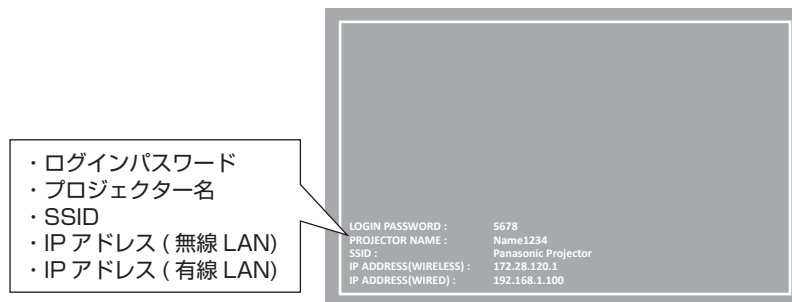 ・ログインパスワード
・プロジェクター名
・SSID
・IP アドレス ( 無線 LAN)
・IP アドレス ( 有線 LAN)
LOGIN PASSWORD : 5678
PROJECTOR NAME : Name1234
SSID : Panasonic Projector
IP ADDRESS(WIRELESS) : 172.28.120.1
IP ADDRESS(WIRED) : 192.168.1.100